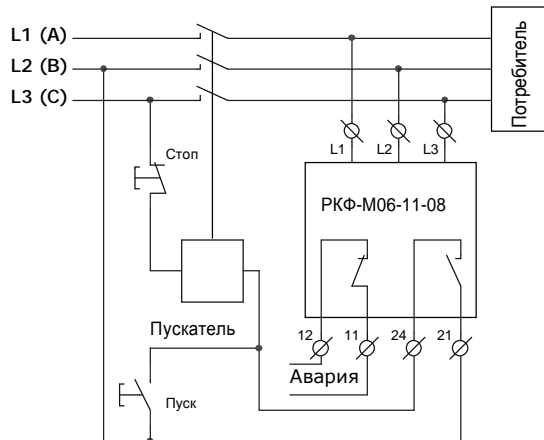 L1 (A)
L2 (B)
L3 (C)
Потребитель
Стоп
L1 L2 L3
РКФ-М06-11-08
Пускатель
12 11 24 21
Авария
Пуск